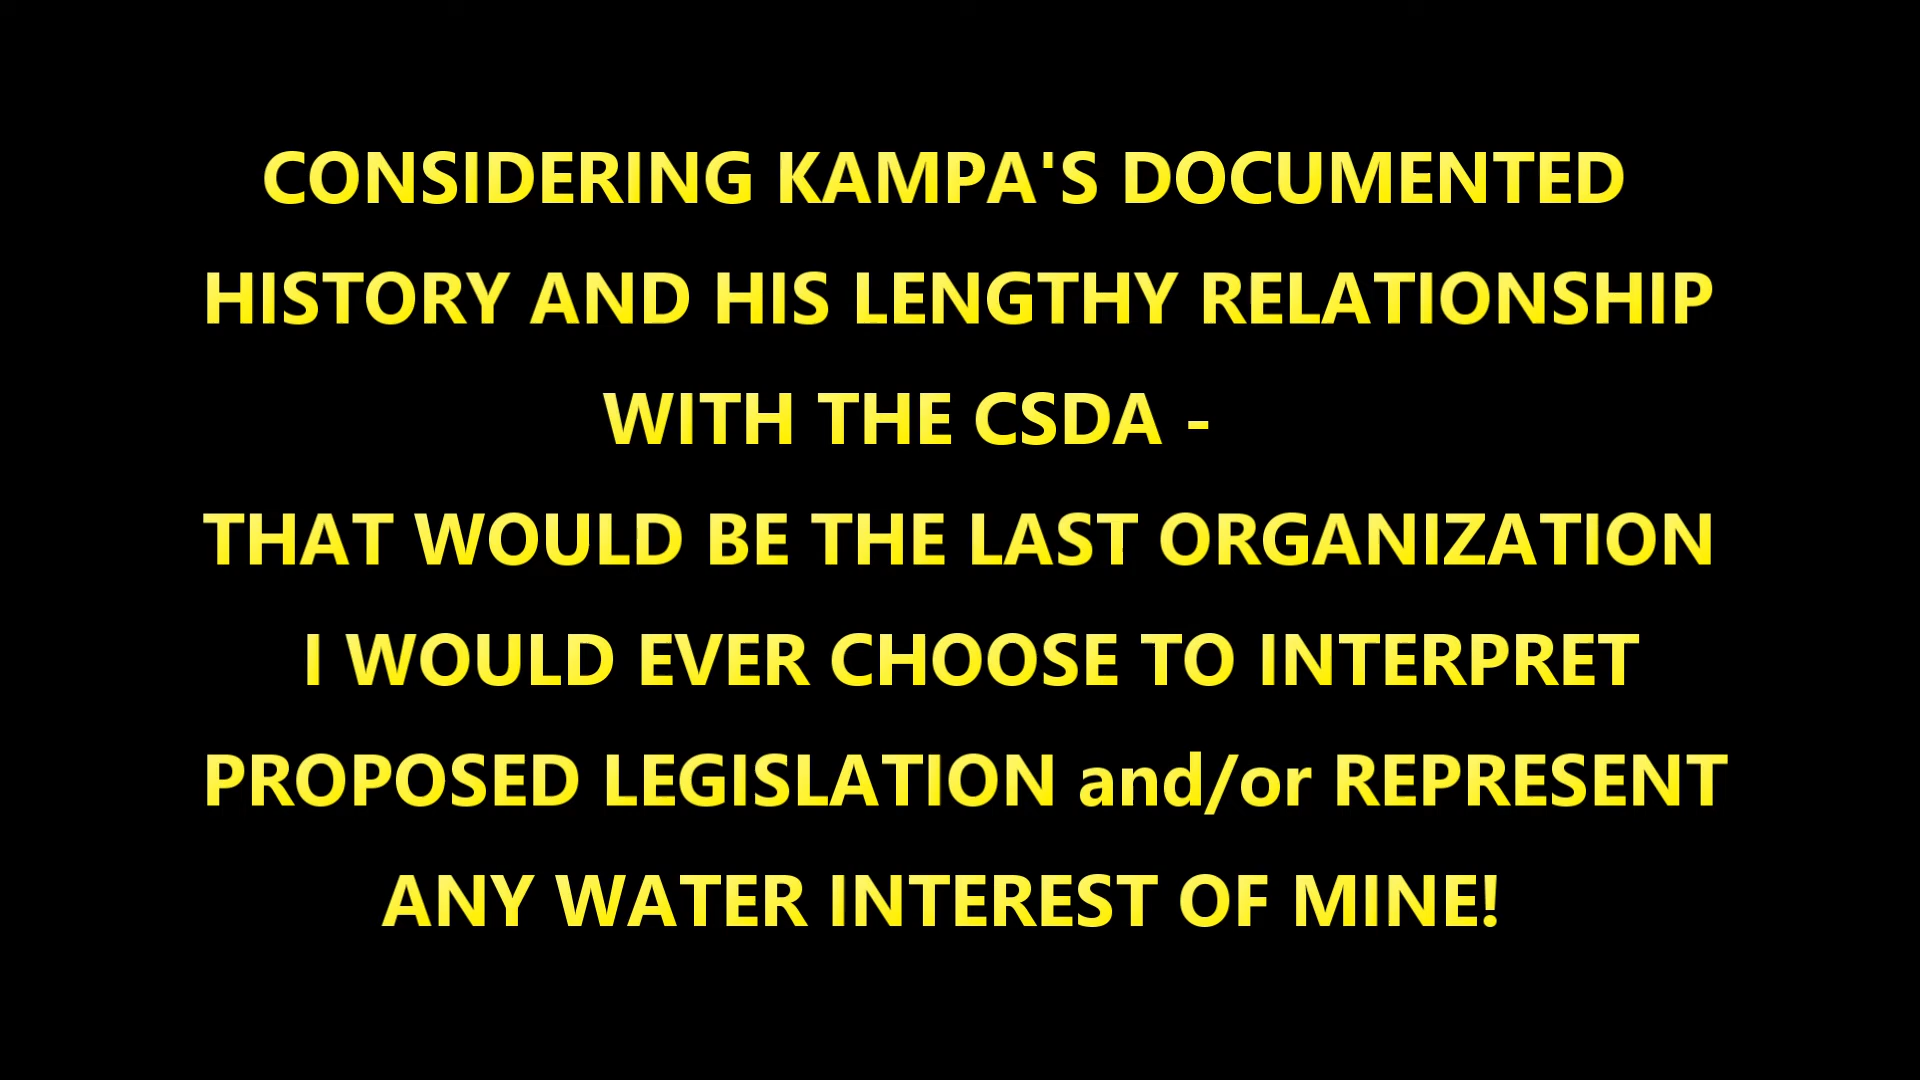 CONSIDERING KAMPA'S DOCUMENTED
HISTORY AND HIS LENGTHY RELATIONSHIP
WITH THE CSDA -
THAT WOULD BE THE LAST ORGANIZATION
I WOULD EVER CHOOSE TO INTERPRET
PROPOSED LEGISLATION and/or REPRESENT
ANY WATER INTEREST OF MINE!